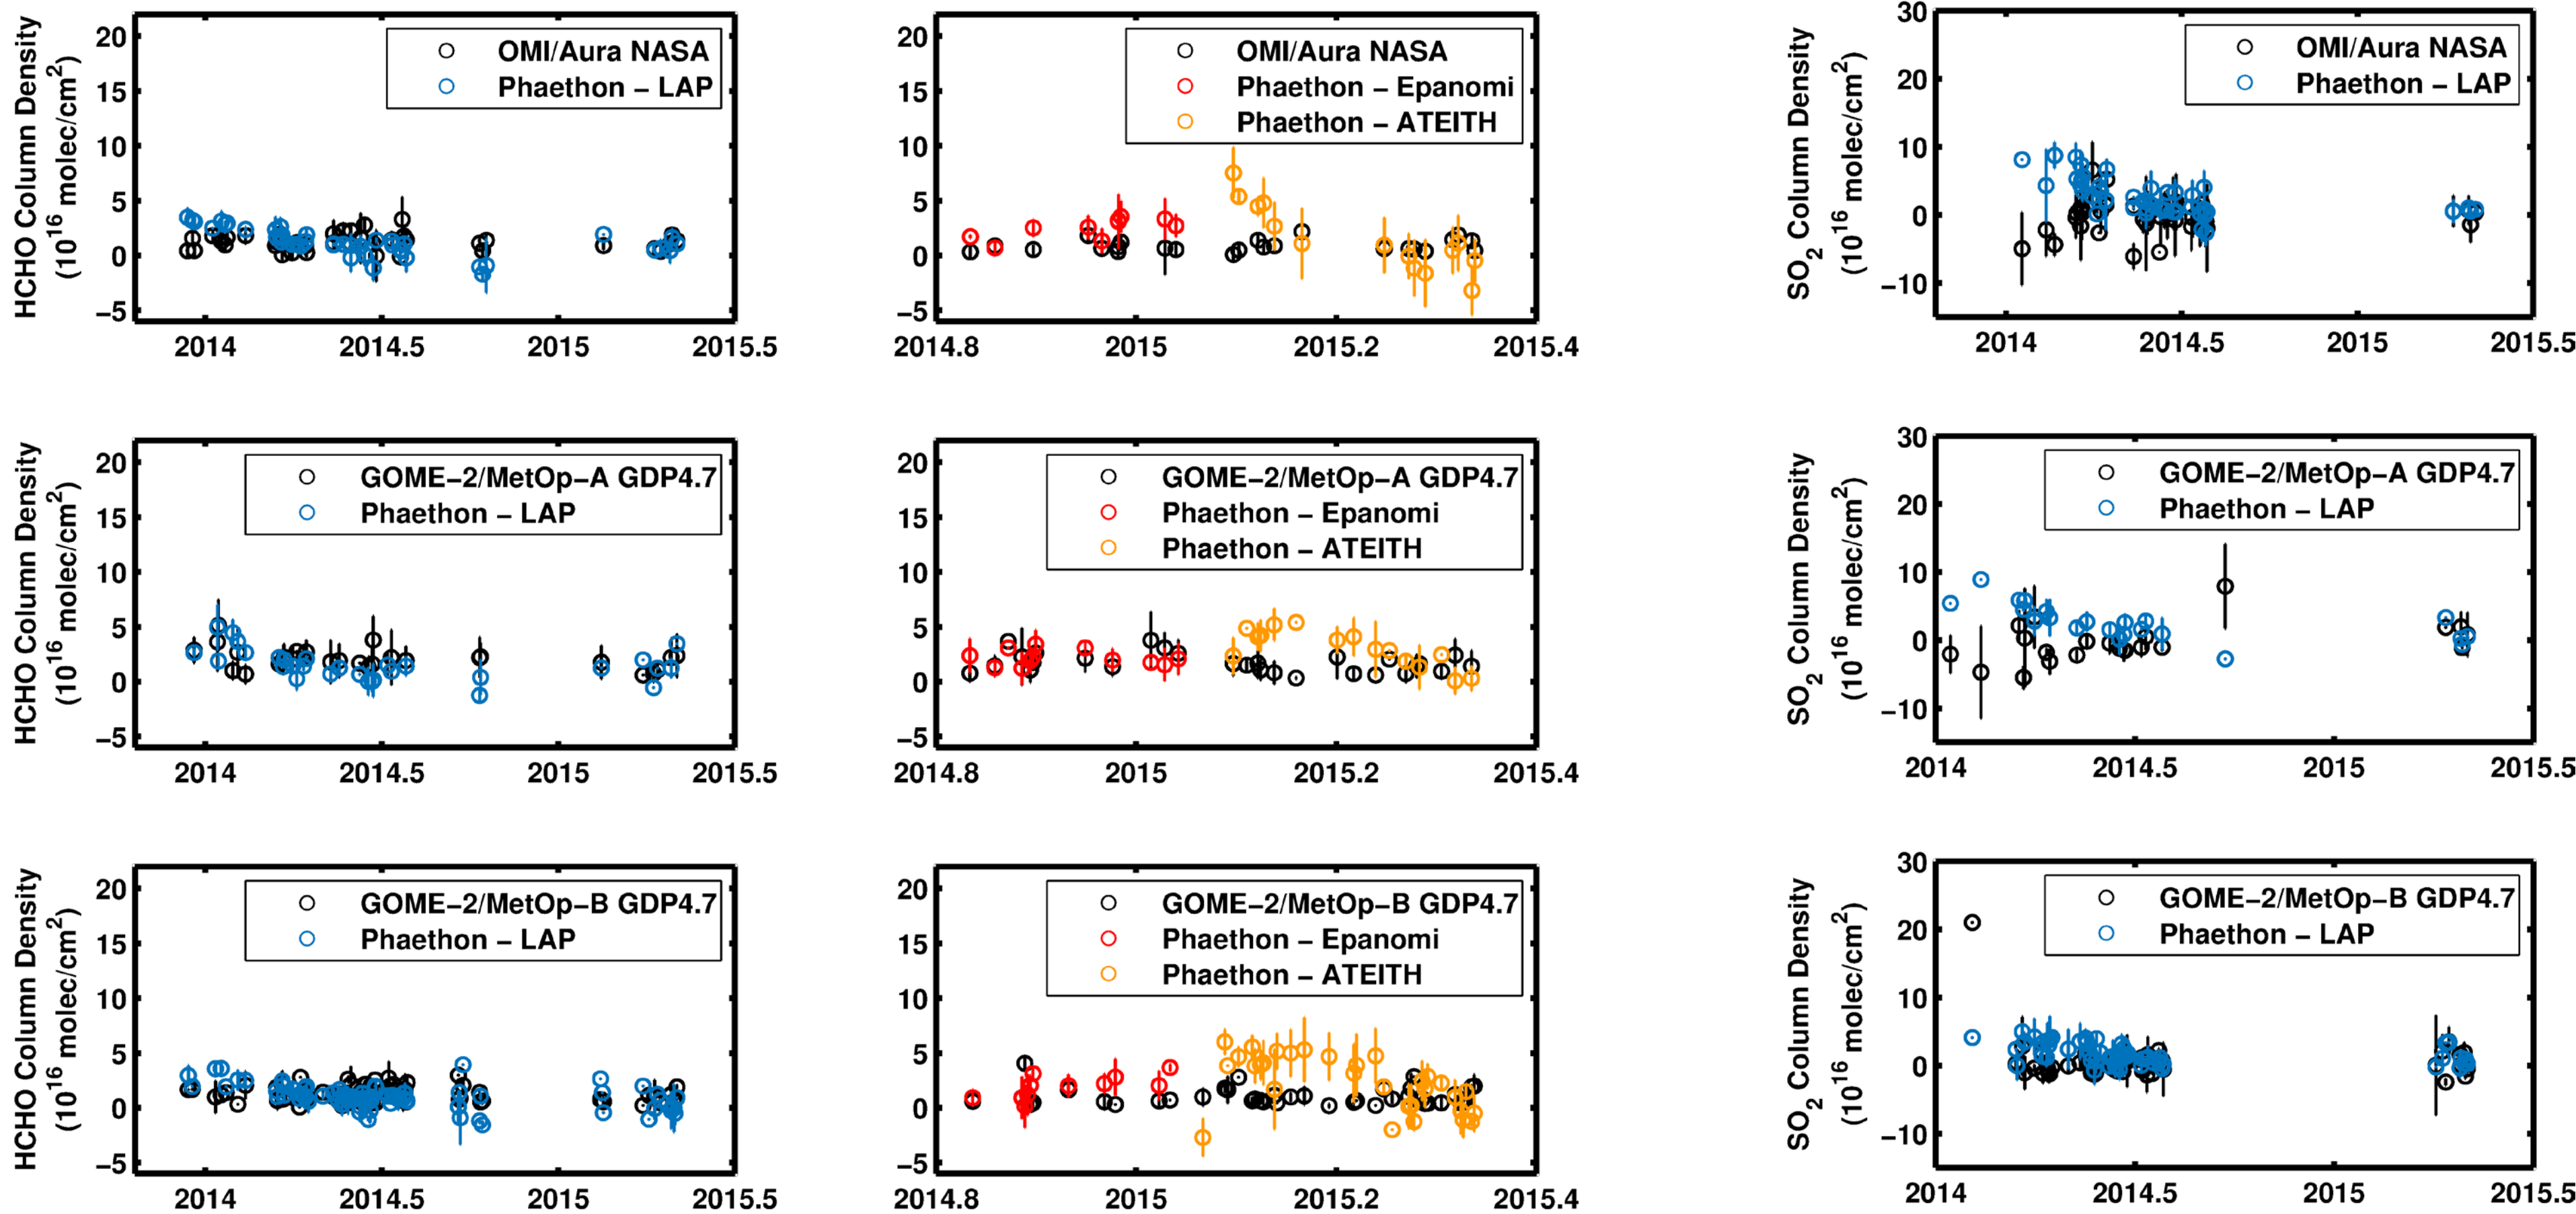 HCHO Column Density
(10^16 molec/cm^2)
20
15
10
5
0
−5
OMI/Aura NASA
Phaethon − LAP
2014
2014.5
2015
2015.5
20
15
10
5
0
−5
OMI/Aura NASA
Phaethon − Epanomi
Phaethon − ATEITH
2014.8
2015
2015.2
2015.4
SO_2 Column Density
(10^16 molec/cm^2)
30
20
10
0
−10
OMI/Aura NASA
Phaethon − LAP
2014
2014.5
2015
2015.5
HCHO Column Density
(10^16 molec/cm^2)
20
15
10
5
0
−5
GOME−2/MetOp−A GDP4.7
Phaethon − LAP
2014
2014.5
2015
2015.5
20
15
10
5
0
−5
GOME−2/MetOp−A GDP4.7
Phaethon − Epanomi
Phaethon − ATEITH
2014.8
2015
2015.2
2015.4
SO_2 Column Density
(10^16 molec/cm^2)
30
20
10
0
−10
GOME−2/MetOp−A GDP4.7
Phaethon − LAP
2014
2014.5
2015
2015.5
HCHO Column Density
(10^16 molec/cm^2)
20
15
10
5
0
−5
GOME−2/MetOp−B GDP4.7
Phaethon − LAP
2014
2014.5
2015
2015.5
20
15
10
5
0
−5
GOME−2/MetOp−B GDP4.7
Phaethon − Epanomi
Phaethon − ATEITH
2014.8
2015
2015.2
2015.4
SO_2 Column Density
(10^16 molec/cm^2)
30
20
10
0
−10
GOME−2/MetOp−B GDP4.7
Phaethon − LAP
2014
2014.5
2015
2015.5